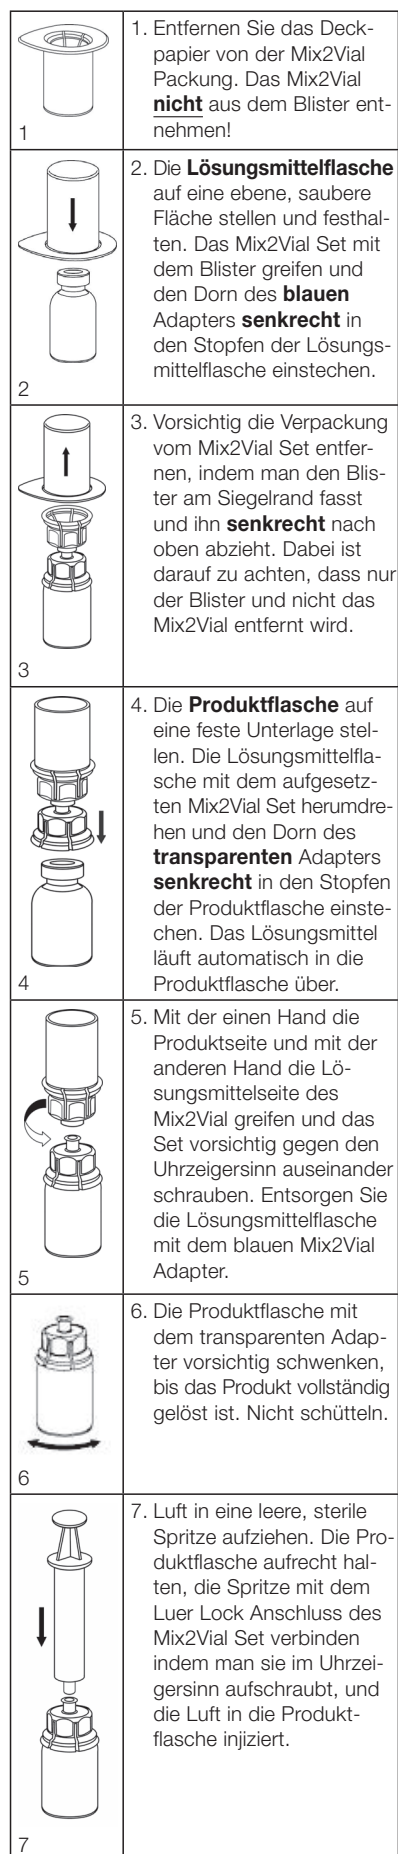 1. Entfernen Sie das Deck-
papier von der Mix2Vial
Packung. Das Mix2Vial
nicht aus dem Blister ent-
nehmen!
1
2. Die Lösungsmittelflasche
auf eine ebene, saubere
Fläche stellen und festhal-
ten. Das Mix2Vial Set mit
dem Blister greifen und
den Dorn des blauen
Adapters senkrecht in
den Stopfen der Lösungs-
mittelflasche einstechen.
2
3. Vorsichtig die Verpackung
vom Mix2Vial Set entfer-
nen, indem man den Blis-
ter am Siegelrand fasst
und ihn senkrecht nach
oben abzieht. Dabei ist
darauf zu achten, dass nur
der Blister und nicht das
Mix2Vial entfernt wird.
3
4. Die Produktflasche auf
eine feste Unterlage stel-
len. Die Lösungsmittelfla-
sche mit dem aufgesetz-
ten Mix2Vial Set herumdre-
hen und den Dorn des
transparenten Adapters
senkrecht in den Stopfen
der Produktflasche einste-
chen. Das Lösungsmittel
läuft automatisch in die
Produktflasche über.
4
5. Mit der einen Hand die
Produktseite und mit der
anderen Hand die Lö-
sungsmittelseite des
Mix2Vial greifen und das
Set vorsichtig gegen den
Uhrzeigersinn auseinander
schrauben. Entsorgen Sie
die Lösungsmittelflasche
mit dem blauen Mix2Vial
Adapter.
5
6. Die Produktflasche mit
dem transparenten Adap-
ter vorsichtig schwenken,
bis das Produkt vollständig
gelöst ist. Nicht schütteln.
6
7. Luft in eine leere, sterile
Spritze aufziehen. Die Pro-
duktflasche aufrecht hal-
ten, die Spritze mit dem
Luer Lock Anschluss des
Mix2Vial Set verbinden
indem man sie im Uhrzei-
gersinn aufschraubt, und
die Luft in die Produkt-
flasche injiziert.
7